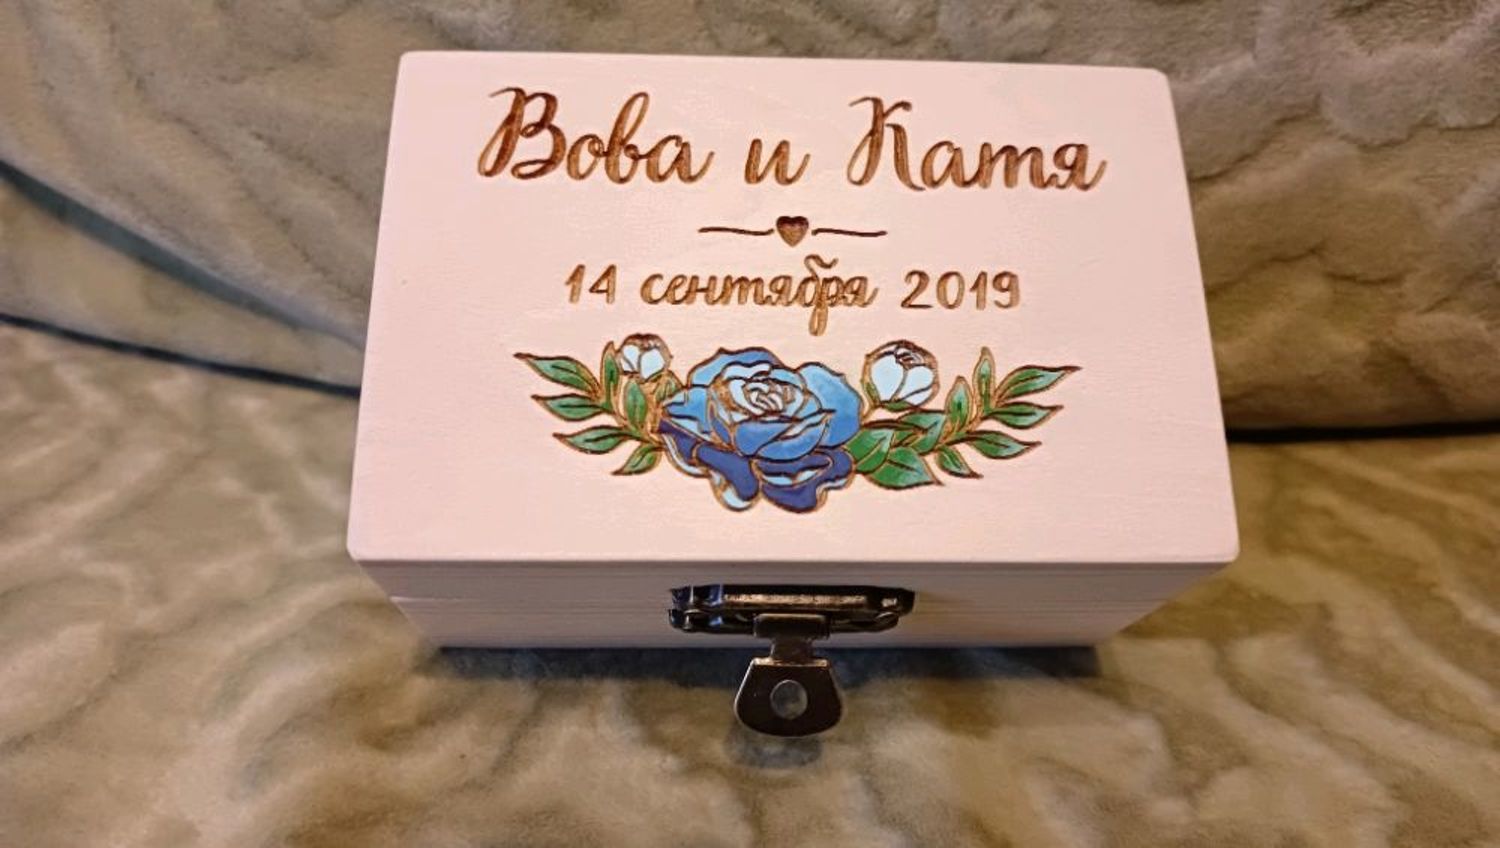 Вова и Катя
14 сентября 2019